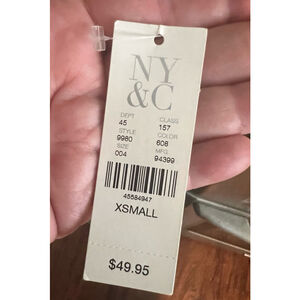 NY
&C
DEPT CLASS
45 157
STYLE COLOR
9980 608
SIZE MFG
004 94399
45584947
XSMALL
$49.95